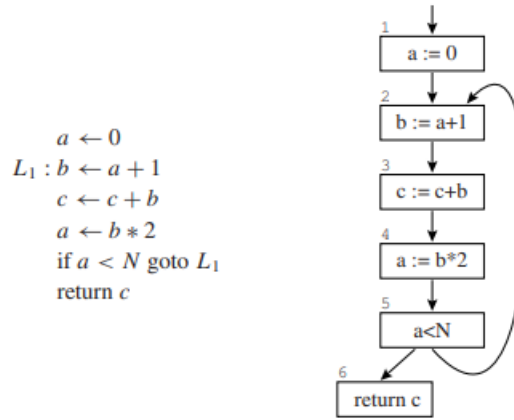 a ← 0
L₁ : b ← a + 1
c ← c + b
a ← b * 2
if a < N goto L₁
return c
1
a := 0
2
b := a+1
3
c := c+b
4
a := b*2
5
a<N
6
return c